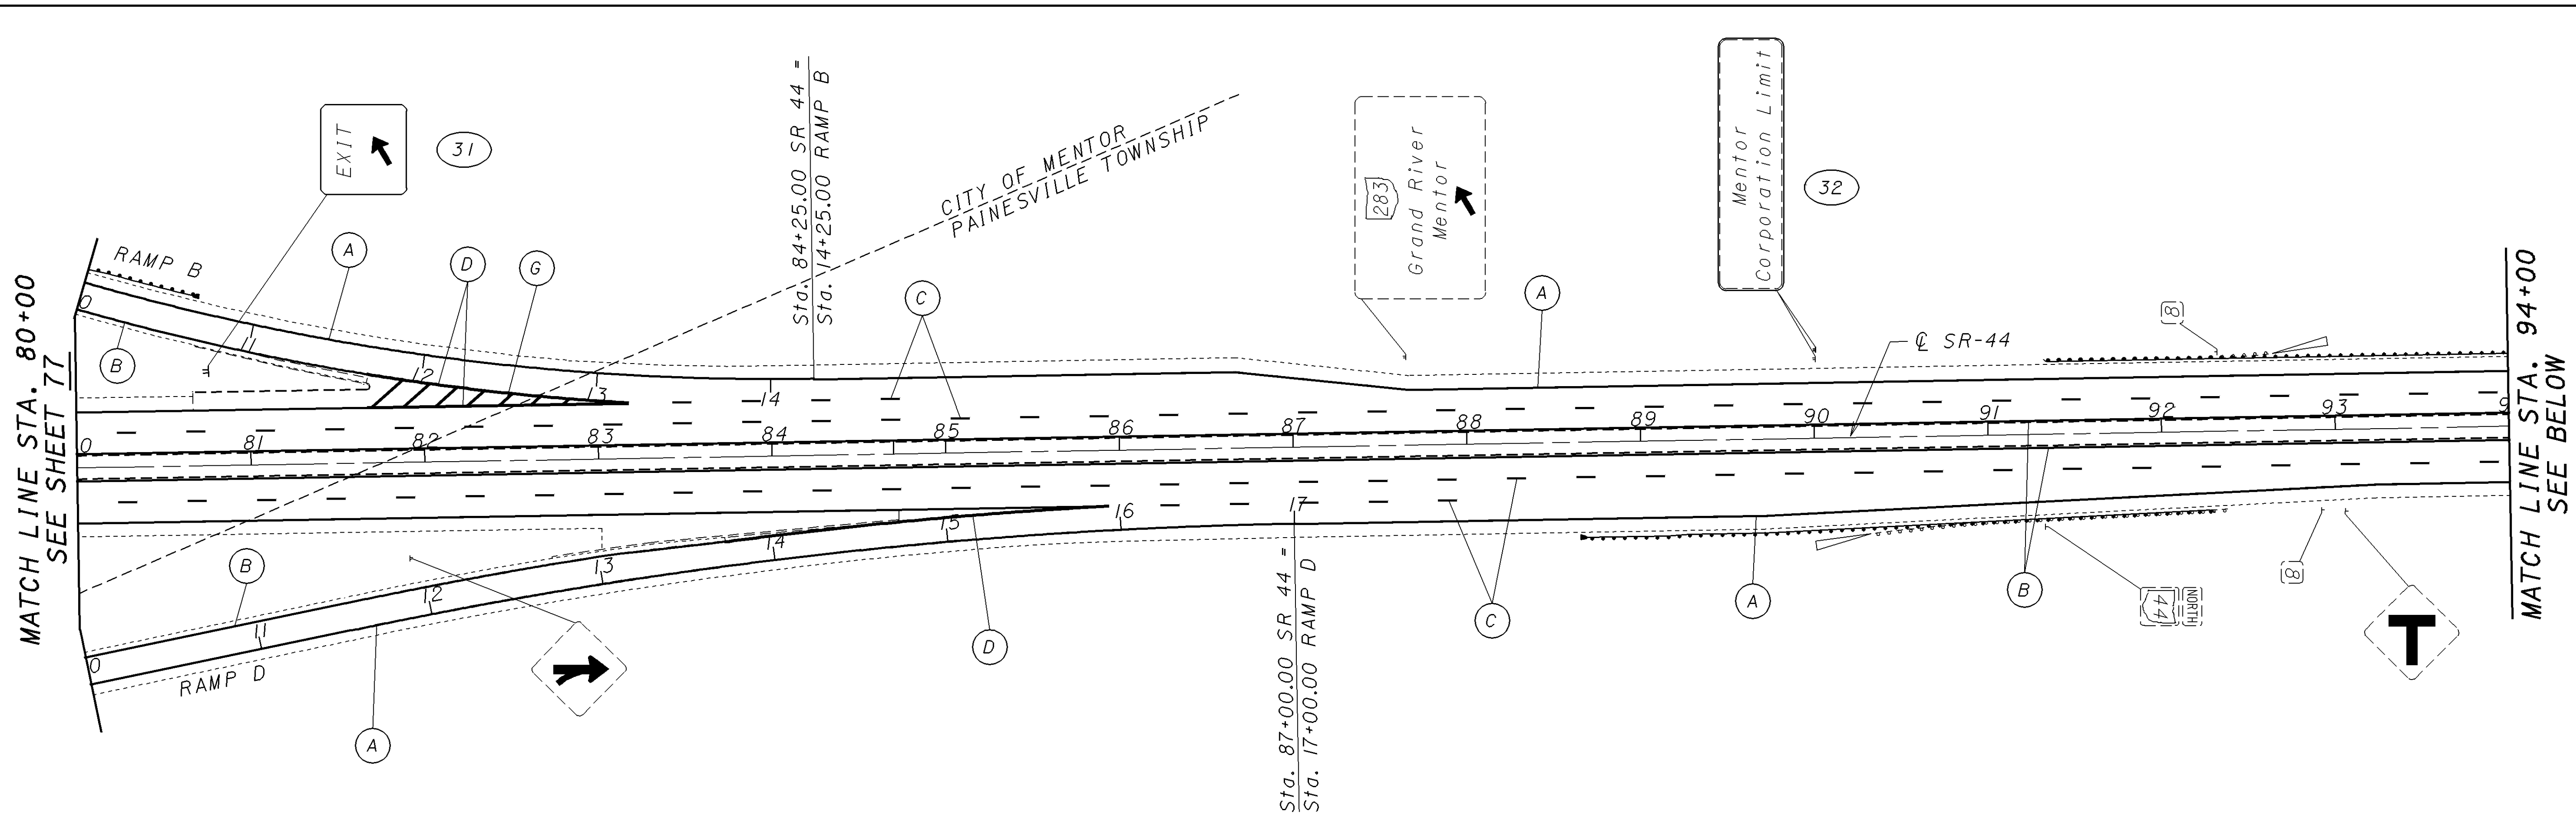 MATCH LINE STA. 80+00
SEE SHEET 77
RAMP B
EXIT
31
A
D
G
B
Sta. 84+25.00 SR 44 =
Sta. 14+25.00 RAMP B
CITY OF MENTOR
PAINESVILLE TOWNSHIP
C
283
Grand River
Mentor
A
Mentor
Corporation Limit
32
℄ SR-44
8
MATCH LINE STA. 94+00
SEE BELOW
0
11
12
13
14
0
81
82
83
84
85
86
87
88
89
90
91
92
93
9
0
11
12
13
14
15
16
17
B
RAMP D
A
D
Sta. 87+00.00 SR 44 =
Sta. 17+00.00 RAMP D
C
A
B
NORTH
44
8